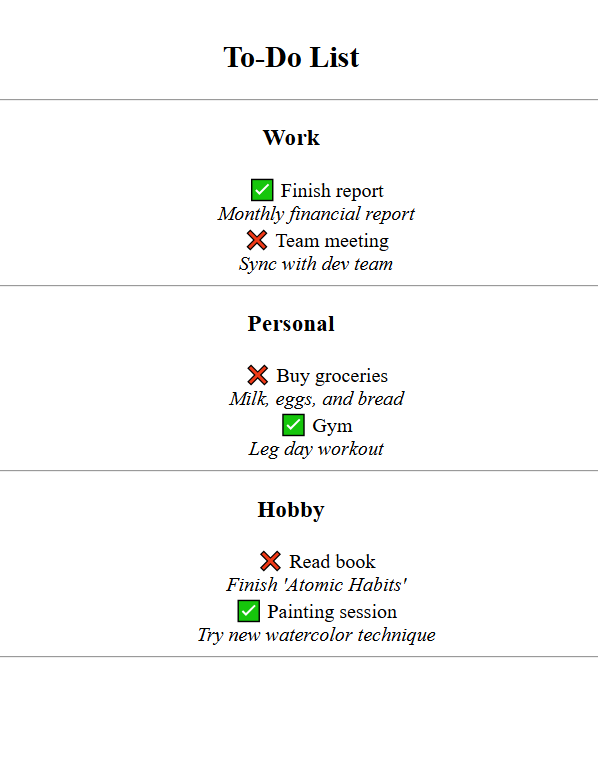 To-Do List
Work
✅ Finish report
Monthly financial report
❌ Team meeting
Sync with dev team
Personal
❌ Buy groceries
Milk, eggs, and bread
✅ Gym
Leg day workout
Hobby
❌ Read book
Finish 'Atomic Habits'
✅ Painting session
Try new watercolor technique